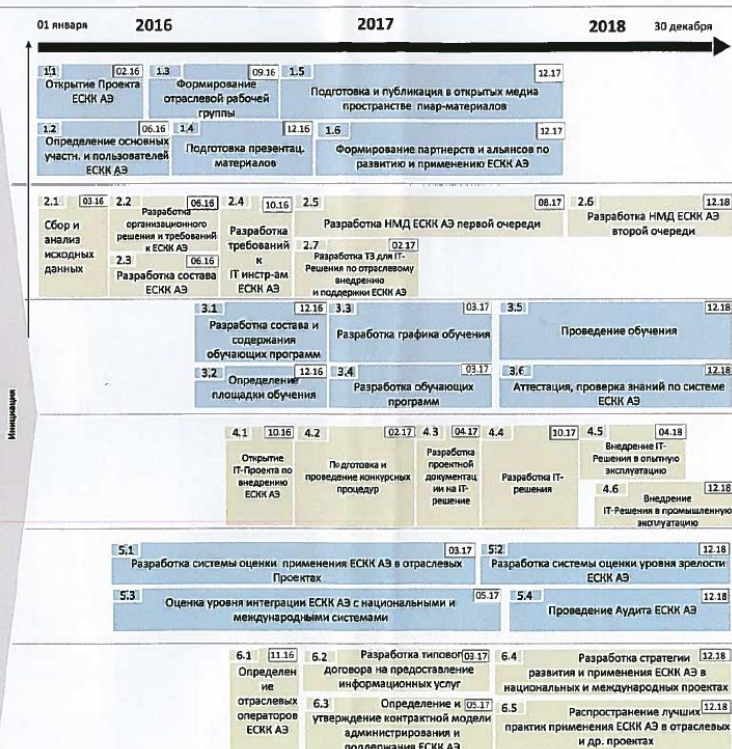 01 января 2016 2017 2018 30 декабря
1.1 02.16 1.3 09.16 1.5 12.17
Открытие Проекта
ЕСКК АЭ
Формирование
отраслевой рабочей
группы
Подготовка и публикация в открытых медиа
пространстве пиар-материалов
1.2 06.16 1.4 12.16 1.6 12.17
Определение основных
участн. и пользователей
ЕСКК АЭ
Подготовка презентац.
материалов
Формирование партнерств и альянсов по
развитию и применению ЕСКК АЭ
2.1 03.16 2.2 06.16 2.4 10.16 2.5 08.17 2.6 12.18
Сбор и
анализ
исходных
данных
Разработка
организационного
решения и требований
к ЕСКК АЭ
2.3 06.16
Разработка состава
ЕСКК АЭ
Разработка
требований
к
IT инстр-ам
ЕСКК АЭ
Разработка НМД ЕСКК АЭ первой очереди
2.7 02.17
Разработка ТЗ для IT-
Решения по отраслевому
внедрению
и поддержки ЕСКК АЭ
Разработка НМД ЕСКК АЭ
второй очереди
3.1 12.16 3.3 03.17 3.5 12.18
Разработка состава и
содержания
обучающих программ
Разработка графика обучения
Проведение обучения
3.2 12.16 3.4 03.17 3.6 12.18
Определение
площадки обучения
Разработка обучающих
программ
Аттестация, проверка знаний по системе
ЕСКК АЭ
Инициация
4.1 10.16 4.2 02.17 4.3 04.17 4.4 10.17 4.5 04.18
Открытие
IT-Проекта по
внедрению
ЕСКК АЭ
Подготовка и
проведение конкурсных
процедур
Разработка
проектной
документац
ии на IT-
решение
Разработка IT-
решения
Внедрение IT-
Решения в опытную
эксплуатацию
4.6 12.18
Внедрение
IT-Решения в промышленную
эксплуатацию
5.1 03.17 5.2 12.18
Разработка системы оценки применения ЕСКК АЭ в отраслевых
Проектах
Разработка системы оценки уровня зрелости
ЕСКК АЭ
5.3 05.17 5.4 12.18
Оценка уровня интеграции ЕСКК АЭ с национальными и
международными системами
Проведение Аудита ЕСКК АЭ
6.1 11.16 6.2 03.17 6.4 12.18
Определен
ие
отраслевых
операторов
ЕСКК АЭ
Разработка типового
договора на предоставление
информационных услуг
Разработка стратегии
развития и применения ЕСКК АЭ в
национальных и международных проектах
6.3 05.17 6.5 12.18
Определение и
утверждение контрактной модели
администрирования и
поддержания ЕСКК АЭ
Распространение лучших
практик применения ЕСКК АЭ в отраслевых
и др. проектах